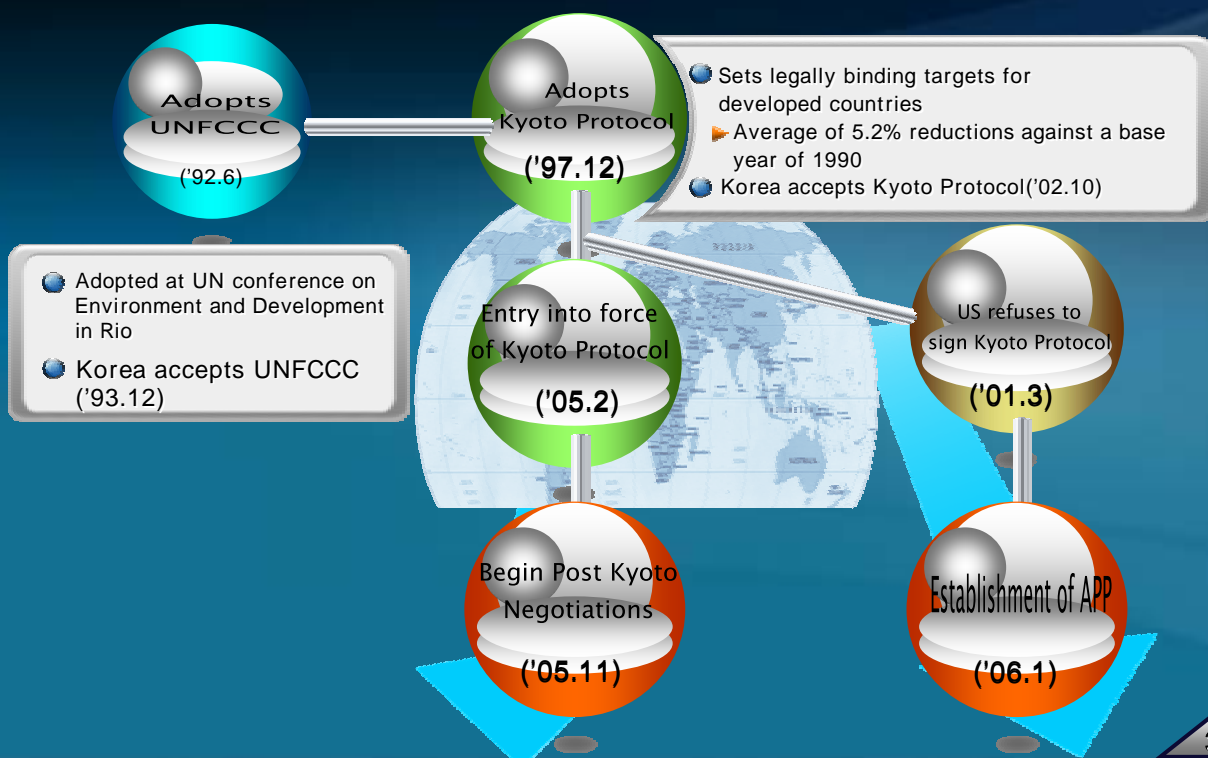 Adopts
UNFCCC
('92.6)
Adopts
Kyoto Protocol
('97.12)
Sets legally binding targets for
developed countries
Average of 5.2% reductions against a base
year of 1990
Korea accepts Kyoto Protocol('02.10)
Adopted at UN conference on
Environment and Development
in Rio
Korea accepts UNFCCC
('93.12)
Entry into force
of Kyoto Protocol
('05.2)
US refuses to
sign Kyoto Protocol
('01.3)
Begin Post Kyoto
Negotiations
('05.11)
Establishment of APP
('06.1)